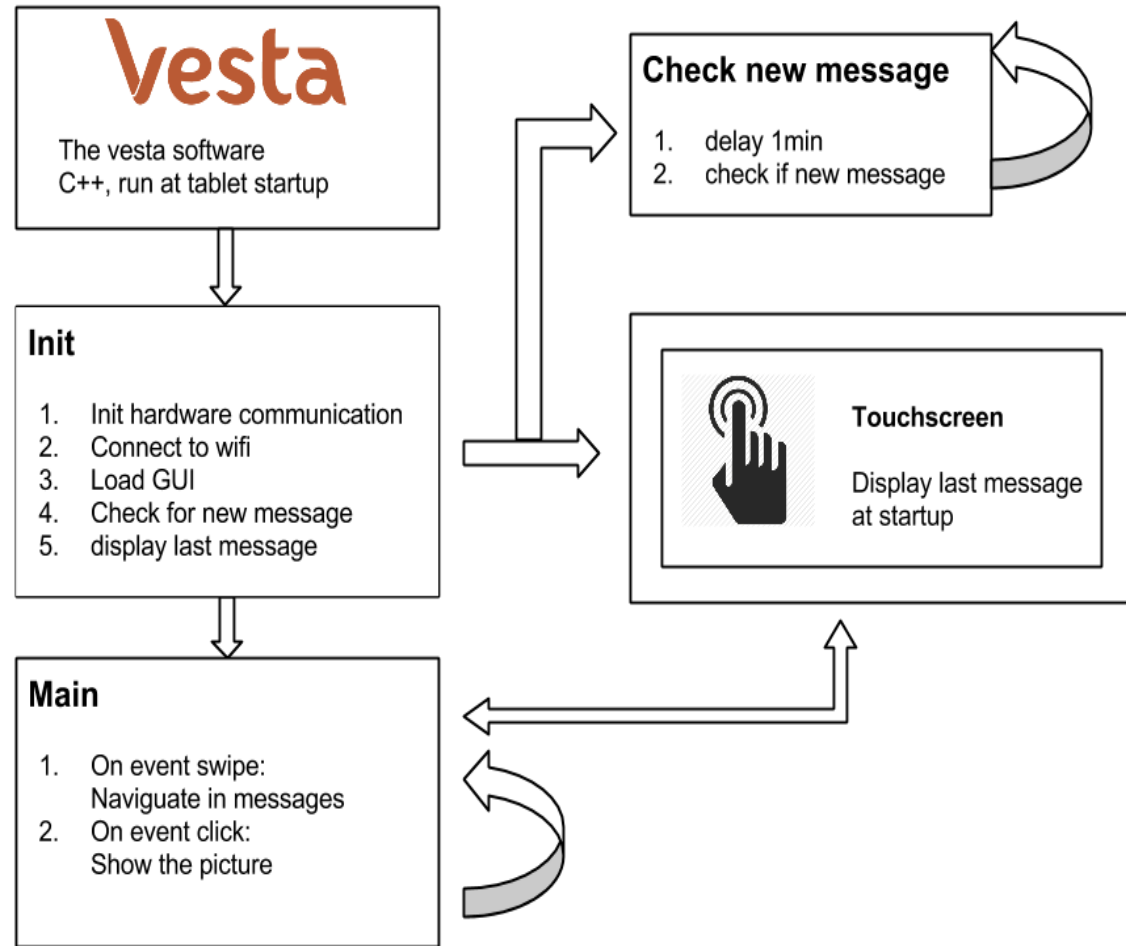 Vesta
The vesta software
C++, run at tablet startup
Check new message
1. delay 1min
2. check if new message
Init
1. Init hardware communication
2. Connect to wifi
3. Load GUI
4. Check for new message
5. display last message
Touchscreen
Display last message
at startup
Main
1. On event swipe:
Naviguate in messages
2. On event click:
Show the picture